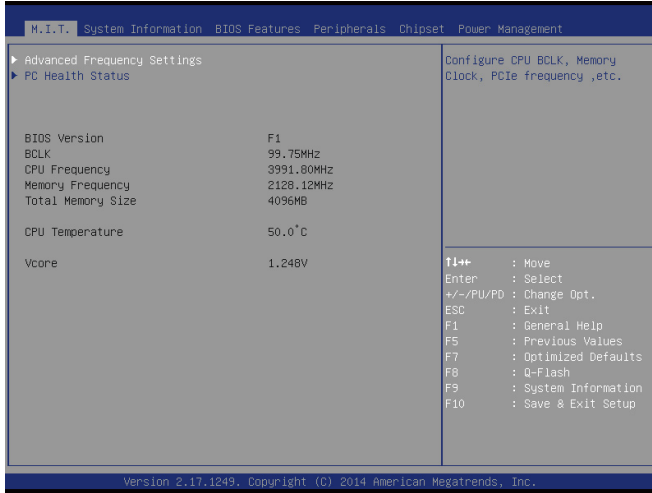 M.I.T. System Information BIOS Features Peripherals Chipset Power Management
Advanced Frequency Settings
PC Health Status
BIOS Version F1
BCLK 99.75MHz
CPU Frequency 3991.80MHz
Memory Frequency 2128.12MHz
Total Memory Size 4096MB
CPU Temperature 50.0°C
Vcore 1.248V
Configure CPU BCLK, Memory
Clock, PCIe frequency ,etc.
↑↓→← : Move
Enter : Select
+/-/PU/PD : Change Opt.
ESC : Exit
F1 : General Help
F5 : Previous Values
F7 : Optimized Defaults
F8 : Q-Flash
F9 : System Information
F10 : Save & Exit Setup
Version 2.17.1249. Copyright (C) 2014 American Megatrends, Inc.